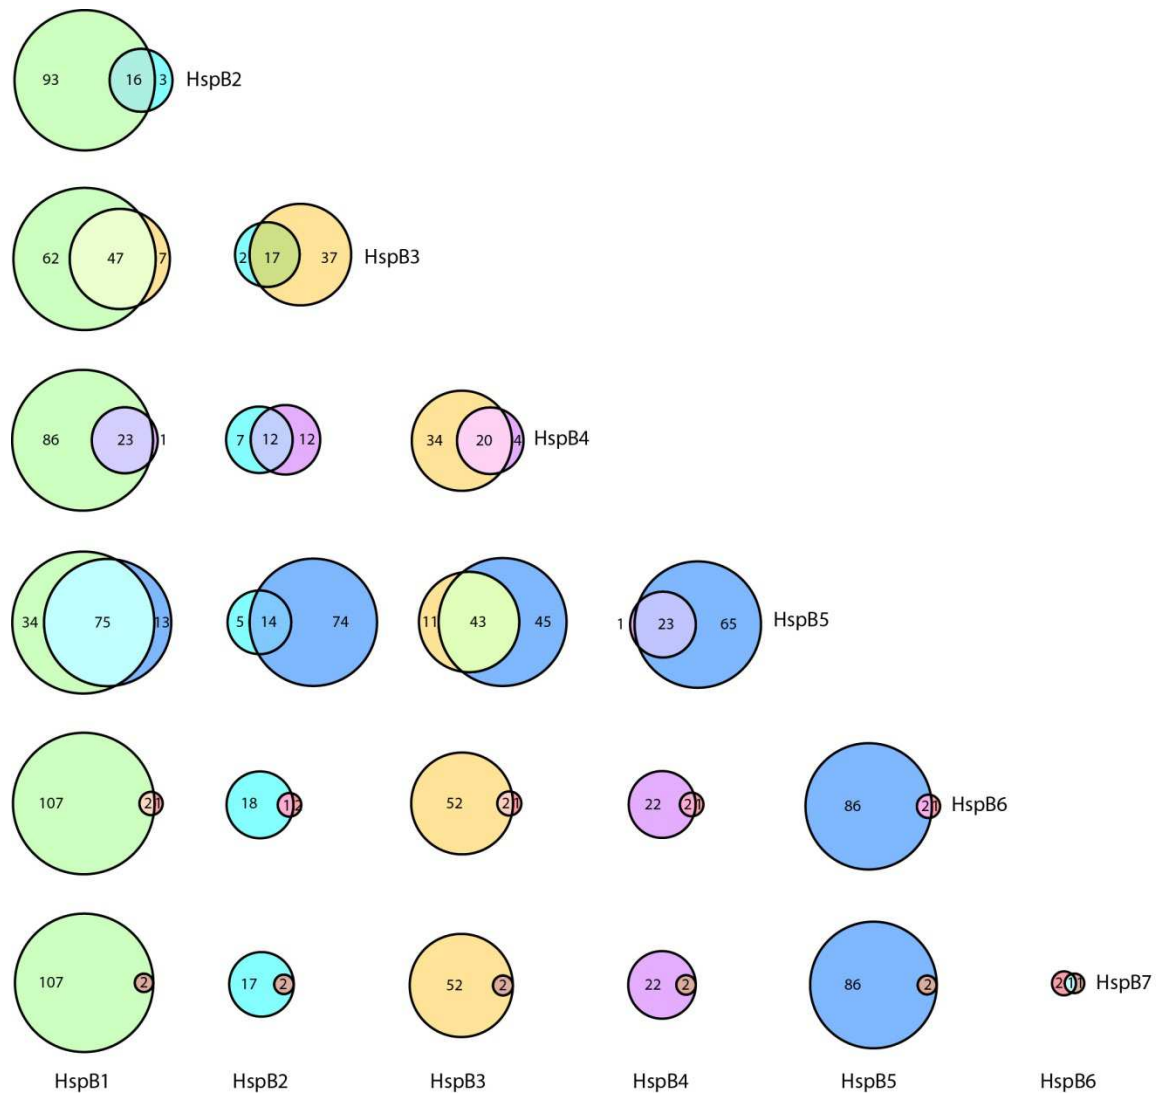 93 16 3 HspB2
62 47 7 2 17 37 HspB3
86 23 1 7 12 12 34 20 4 HspB4
34 75 13 5 14 74 11 43 45 1 23 65 HspB5
107 2 1 18 1 2 52 2 1 22 2 1 86 2 1 HspB6
107 2 17 2 52 2 22 2 86 2 2 1 1 HspB7
HspB1 HspB2 HspB3 HspB4 HspB5 HspB6